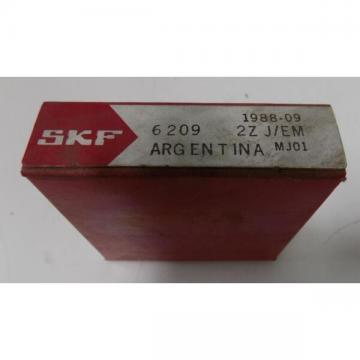 SKF
1988-09
6209 2Z J/EM
ARGENTINA MJ01